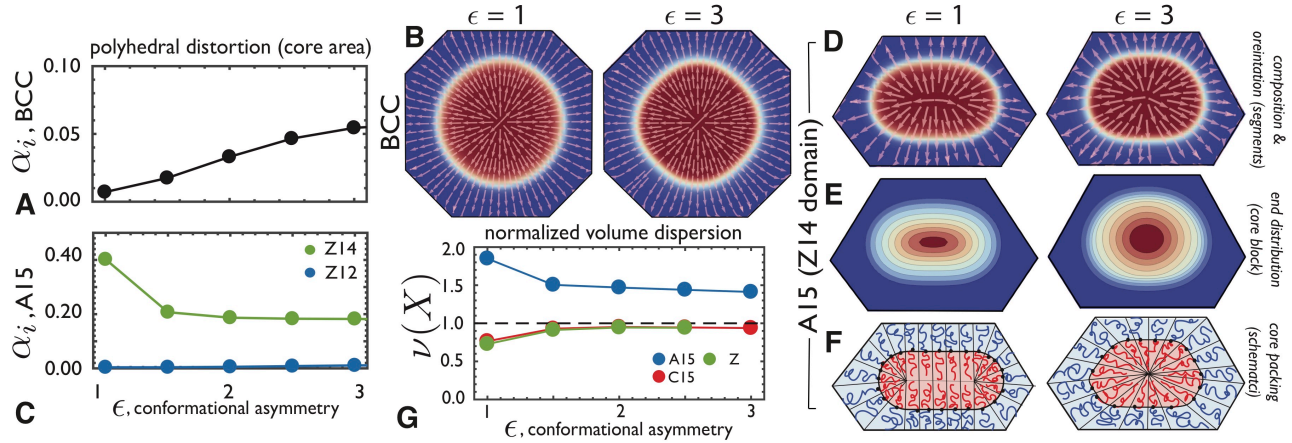 polyhedral distortion (core area)
α_i, BCC
0.10
0.05
0.00
A
α_i, A15
0.40
0.20
0.00
Z14
Z12
1
2
3
C
ϵ, conformational asymmetry
ϵ = 1
ϵ = 3
B
BCC
normalized volume dispersion
ν(X)
2.0
1.5
1.0
0.5
0.0
A15
Z
C15
1
2
3
G
ϵ, conformational asymmetry
ϵ = 1
ϵ = 3
A15 (Z14 domain)
D
composition &
oreintation (segments)
E
end distribution
(core block)
F
core packing
(schematci)